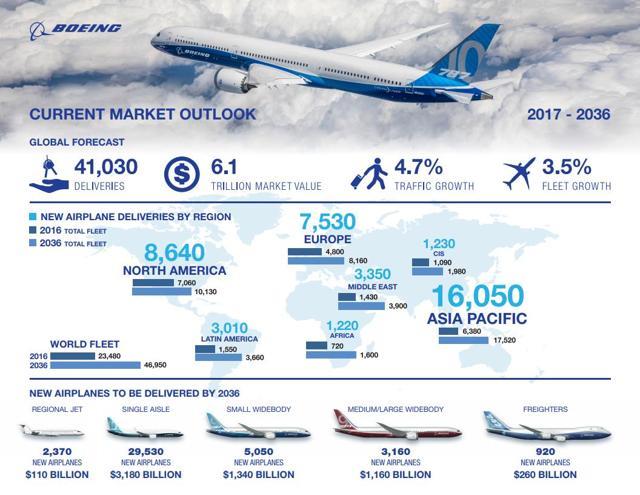 BOEING
BOEING
10
787
CURRENT MARKET OUTLOOK
2017 - 2036
GLOBAL FORECAST
41,030
DELIVERIES
$
6.1
TRILLION MARKET VALUE
4.7%
TRAFFIC GROWTH
3.5%
FLEET GROWTH
NEW AIRPLANE DELIVERIES BY REGION
2016 TOTAL FLEET
2036 TOTAL FLEET
8,640
NORTH AMERICA
7,060
10,130
7,530
EUROPE
4,800
8,160
1,230
CIS
1,090
1,980
3,350
MIDDLE EAST
1,430
3,900
16,050
ASIA PACIFIC
6,380
17,520
3,010
LATIN AMERICA
1,550
3,660
1,220
AFRICA
720
1,600
WORLD FLEET
2016 23,480
2036 46,950
NEW AIRPLANES TO BE DELIVERED BY 2036
REGIONAL JET
2,370
NEW AIRPLANES
$110 BILLION
SINGLE AISLE
29,530
NEW AIRPLANES
$3,180 BILLION
SMALL WIDEBODY
5,050
NEW AIRPLANES
$1,340 BILLION
MEDIUM/LARGE WIDEBODY
3,160
NEW AIRPLANES
$1,160 BILLION
FREIGHTERS
920
NEW AIRPLANES
$260 BILLION